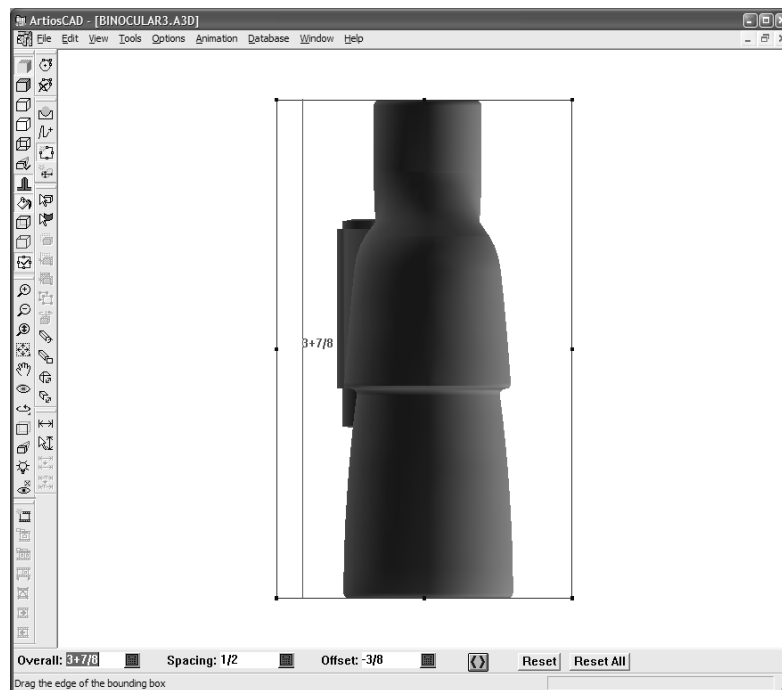 ArtiosCAD - [BINOCULAR3.A3D]
File Edit View Tools Options Animation Database Window Help
3+7/8
Overall: 3+7/8 Spacing: 1/2 Offset: -3/8 Reset Reset All
Drag the edge of the bounding box